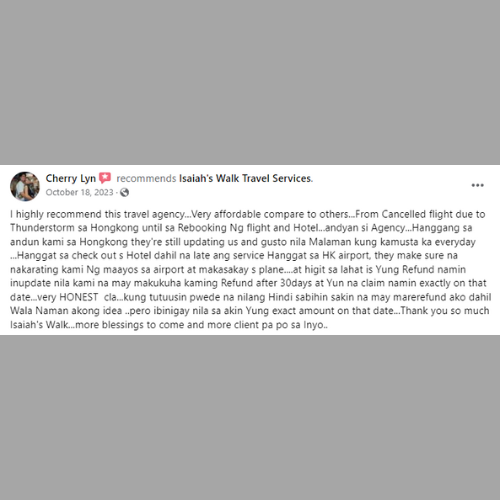 Cherry Lyn recommends Isaiah's Walk Travel Services.
October 18, 2023 ·
I highly recommend this travel agency...Very affordable compare to others...From Cancelled flight due to
Thunderstorm sa Hongkong until sa Rebooking Ng flight and Hotel...andyan si Agency...Hanggang sa
andun kami sa Hongkong they're still updating us and gusto nila Malaman kung kamusta ka everyday
...Hanggat sa check out s Hotel dahil na late ang service Hanggat sa HK airport, they make sure na
nakarating kami Ng maayos sa airport at makasakay s plane....at higit sa lahat is Yung Refund namin
inupdate nila kami na may makukuha kaming Refund after 30days at Yun na claim namin exactly on that
date...very HONEST cla...kung tutuusin pwede na nilang Hindi sabihin sakin na may marerefund ako dahil
Wala Naman akong idea ..pero ibinigay nila sa akin Yung exact amount on that date...Thank you so much
Isaiah's Walk...more blessings to come and more client pa po sa Inyo..